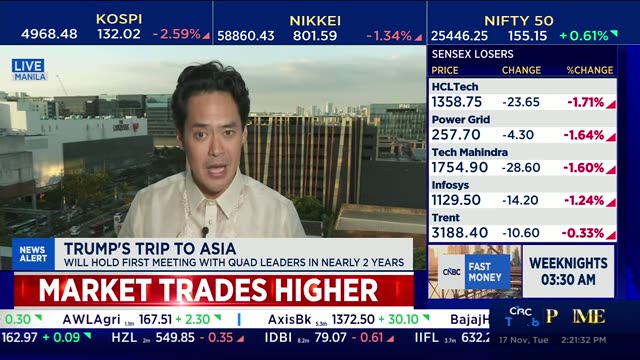 KOSPI
4968.48 132.02 -2.59%
NIKKEI
58860.43 801.59 -1.34%
NIFTY 50
25446.25 155.15 +0.61%
LIVE
MANILA
SENSEX LOSERS
PRICE CHANGE %CHANGE
HCLTech
1358.75 -23.65 -1.71%
Power Grid
257.70 -4.30 -1.64%
Tech Mahindra
1754.90 -28.60 -1.60%
Infosys
1129.50 -14.20 -1.24%
Trent
3188.40 -10.60 -0.33%
NEWS ALERT
TRUMP'S TRIP TO ASIA
WILL HOLD FIRST MEETING WITH QUAD LEADERS IN NEARLY 2 YEARS
MARKET TRADES HIGHER
CNBC
FAST MONEY
WEEKNIGHTS
03:30 AM
0.30 AWLAgri 1.1m 167.51 + 2.30 AxisBk 1372.50 + 30.10 BajajH
162.97 + 0.09 HZL 549.85 - 0.35 IDBI 79.07 - 0.61 IIFL 632.
17 Nov, Tue 2:21:32 PM